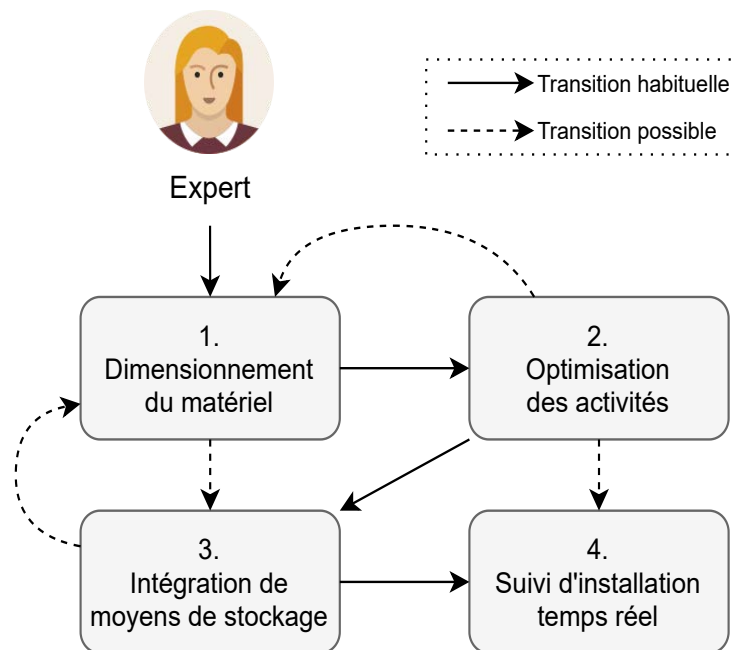 Transition habituelle
Transition possible
Expert
1.
Dimensionnement
du matériel
2.
Optimisation
des activités
3.
Intégration de
moyens de stockage
4.
Suivi d'installation
temps réel